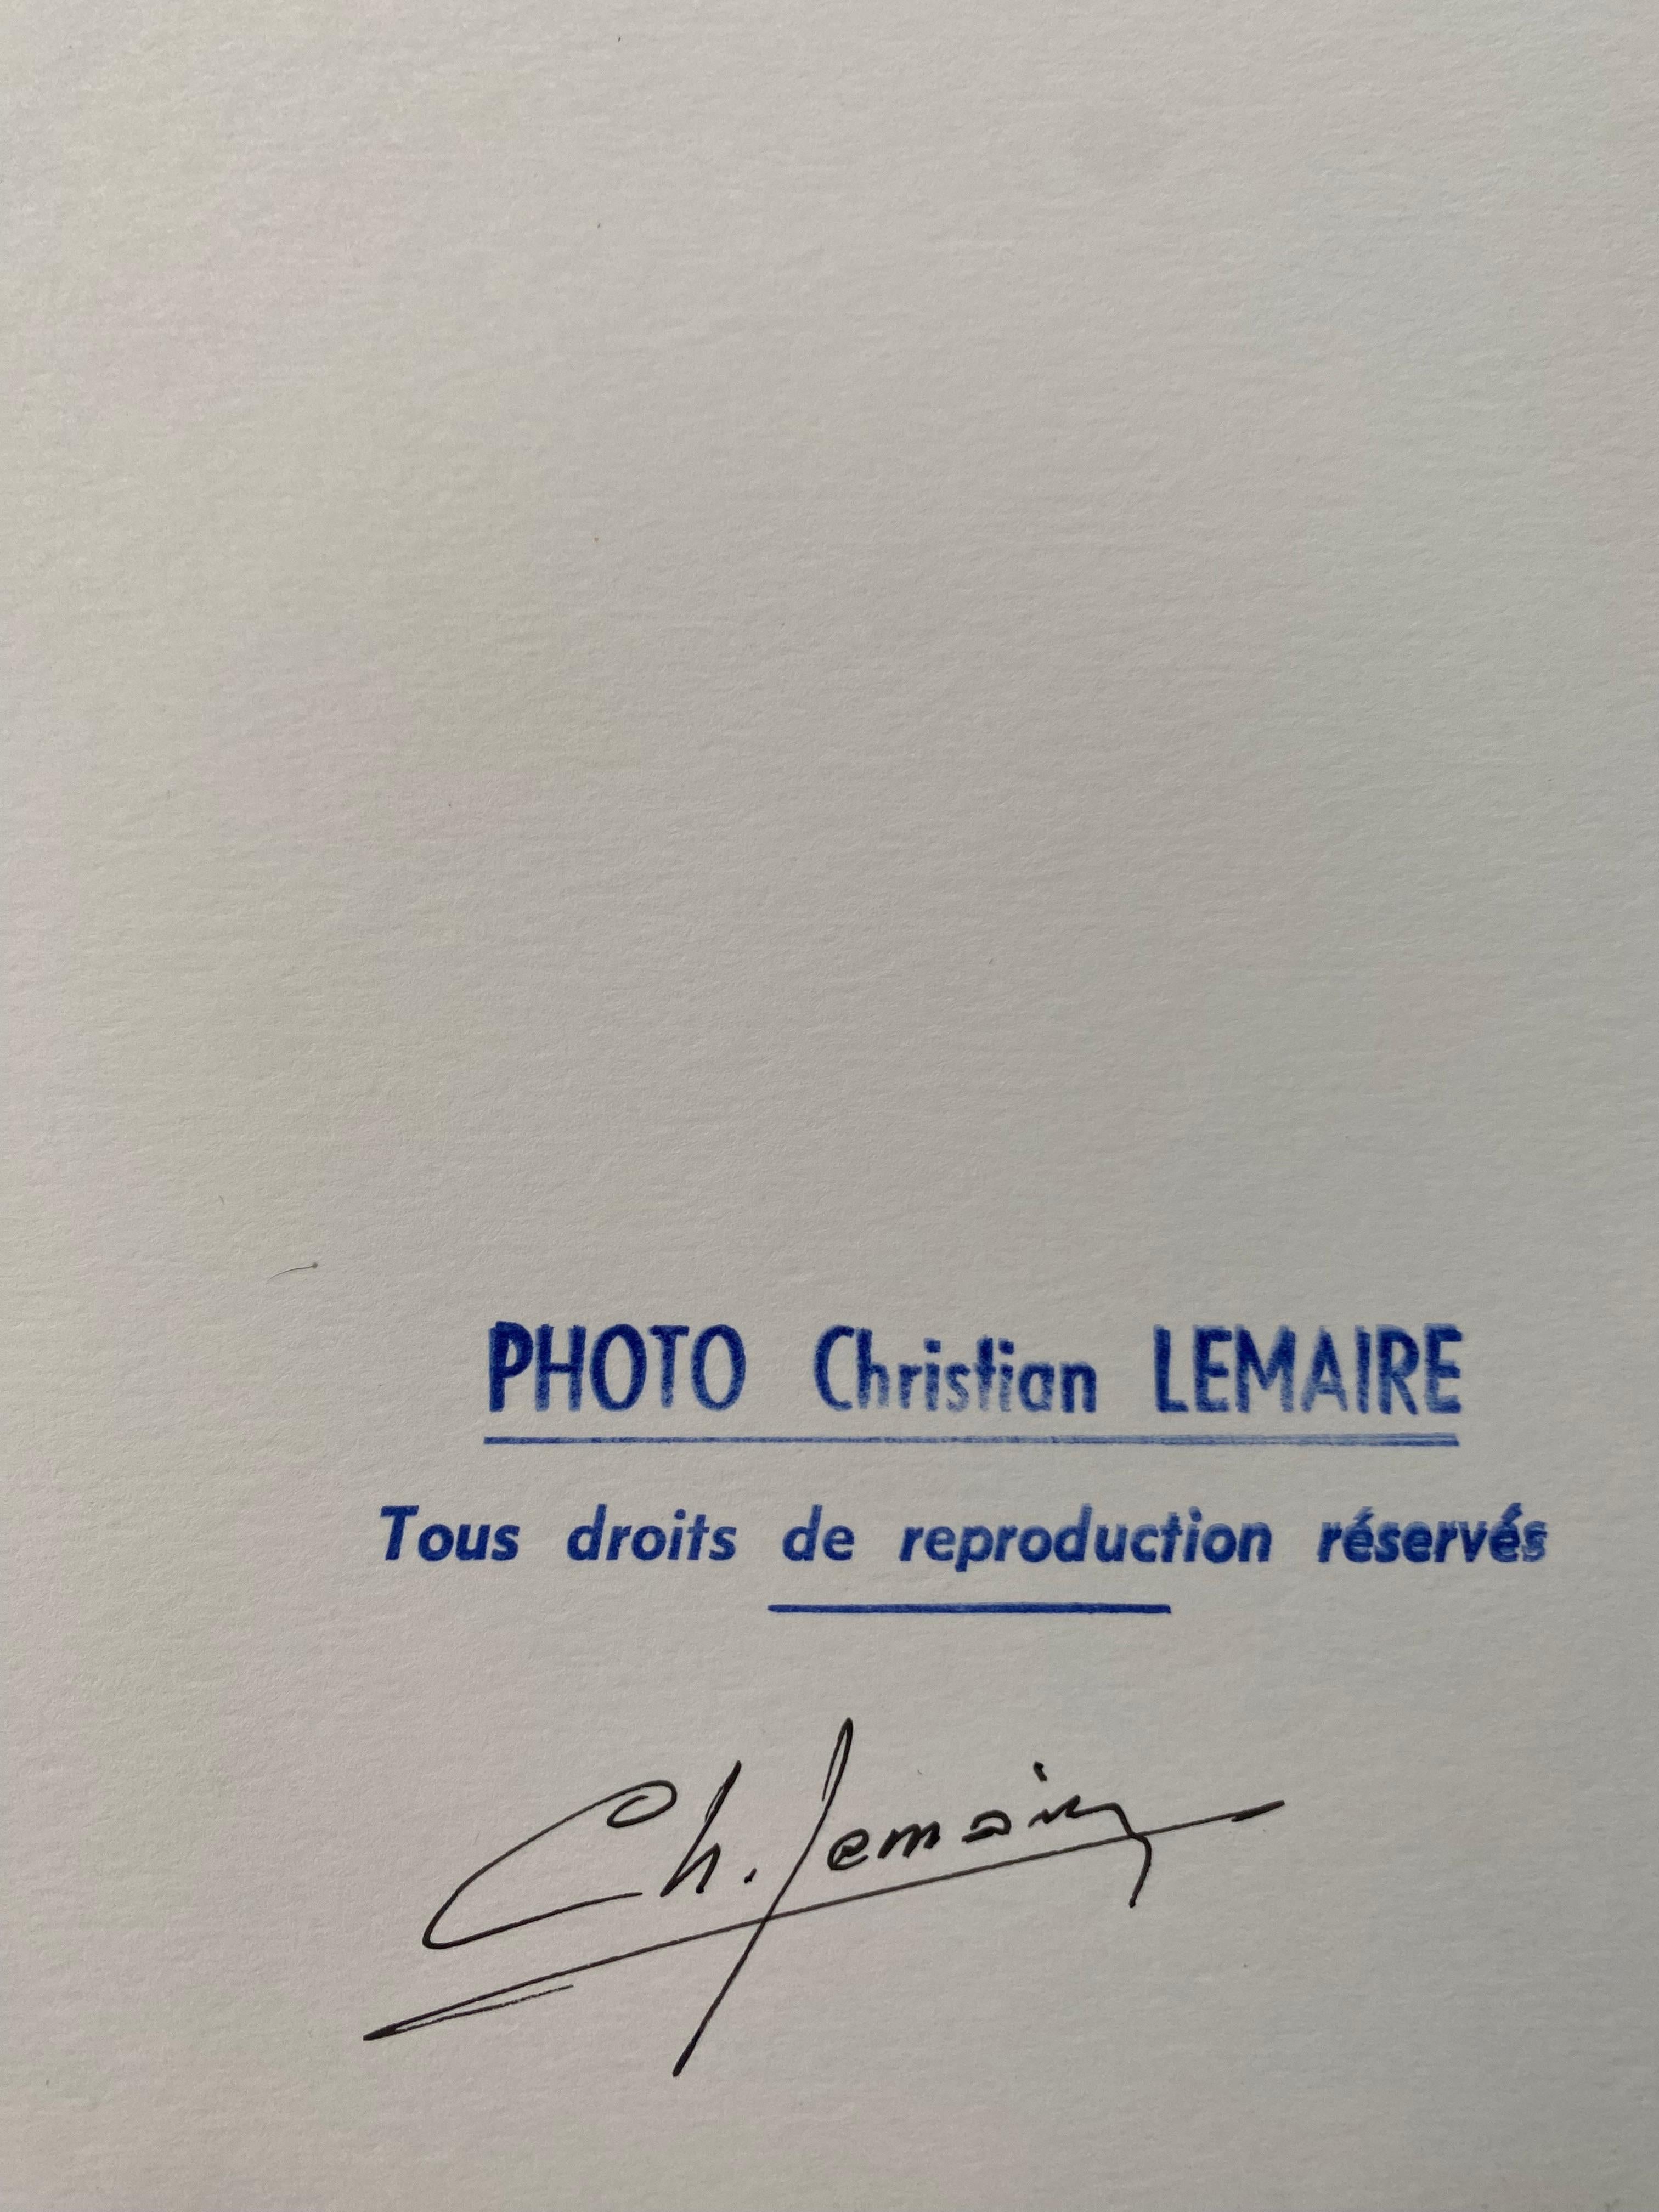 PHOTO Christian LEMAIRE
Tous droits de reproduction réservés
Ch. Lemaire